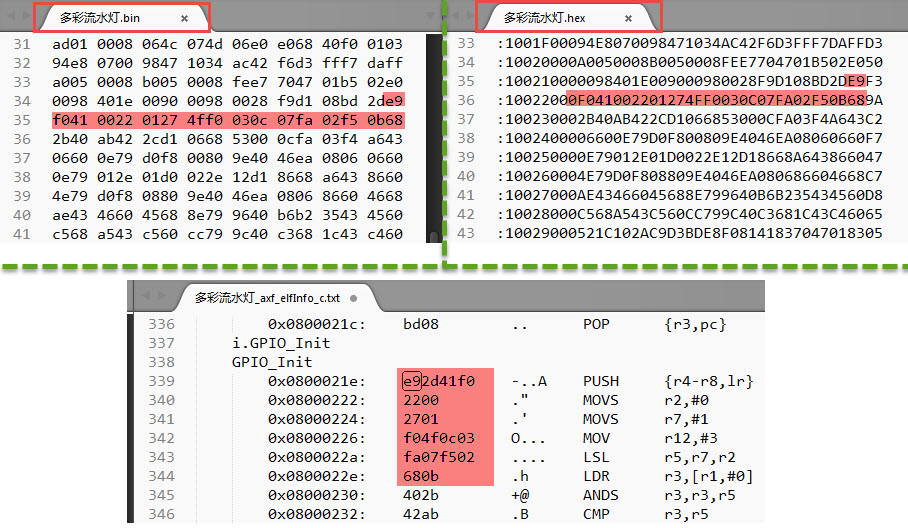 多彩流水灯.bin ×
31 ad01 0008 064c 074d 06e0 e068 40f0 0103
32 94e8 0700 9847 1034 ac42 f6d3 fff7 daff
33 a005 0008 b005 0008 fee7 7047 01b5 02e0
34 0098 401e 0090 0098 0028 f9d1 08bd 2de9
35 f041 0022 0127 4ff0 030c 07fa 02f5 0b68
36 2b40 ab42 2cd1 0668 5300 0cfa 03f4 a643
37 0660 0e79 d0f8 0080 9e40 46ea 0806 0660
38 0e79 012e 01d0 022e 12d1 8668 a643 8660
39 4e79 d0f8 0880 9e40 46ea 0806 8660 4668
40 ae43 4660 4568 8e79 9640 b6b2 3543 4560
41 c568 a543 c560 cc79 9c40 c368 1c43 c460
多彩流水灯.hex ×
33 :1001F00094E8070098471034AC42F6D3FFF7DAFFD3
34 :10020000A0050008B0050008FEE7704701B502E050
35 :100210000098401E009000980028F9D108BD2DE9F3
36 :10022000F041002201274FF0030C07FA02F50B689A
37 :100230002B40AB422CD1066853000CFA03F4A643C2
38 :1002400006600E79D0F800809E4046EA08060660F7
39 :100250000E79012E01D0022E12D18668A643866047
40 :100260004E79D0F808809E4046EA080686604668C7
41 :10027000AE43466045688E799640B6B235434560D8
42 :10028000C568A543C560CC799C40C3681C43C46065
43 :10029000521C102AC9D3BDE8F08141837047018305
多彩流水灯_axf_elfInfo_c.txt
336 0x0800021c: bd08 .. POP {r3,pc}
337 i.GPIO_Init
338 GPIO_Init
339 0x0800021e: e92d41f0 -..A PUSH {r4-r8,lr}
340 0x08000222: 2200 ." MOVS r2,#0
341 0x08000224: 2701 .' MOVS r7,#1
342 0x08000226: f04f0c03 O... MOV r12,#3
343 0x0800022a: fa07f502 .... LSL r5,r7,r2
344 0x0800022e: 680b .h LDR r3,[r1,#0]
345 0x08000230: 402b +@ ANDS r3,r3,r5
346 0x08000232: 42ab .B CMP r3,r5